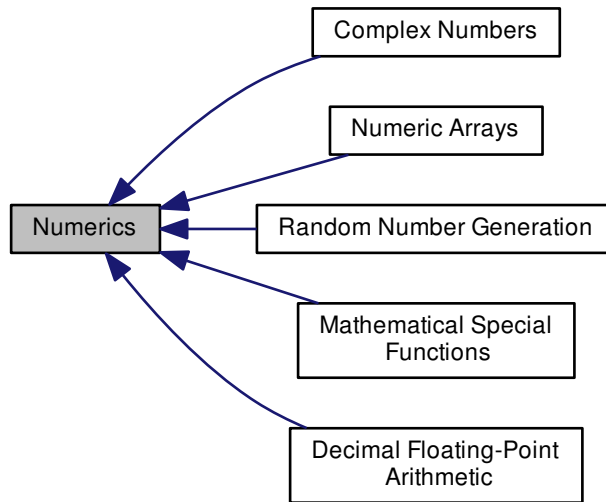 Complex Numbers
Numeric Arrays
Numerics
Random Number Generation
Mathematical Special
Functions
Decimal Floating-Point
Arithmetic